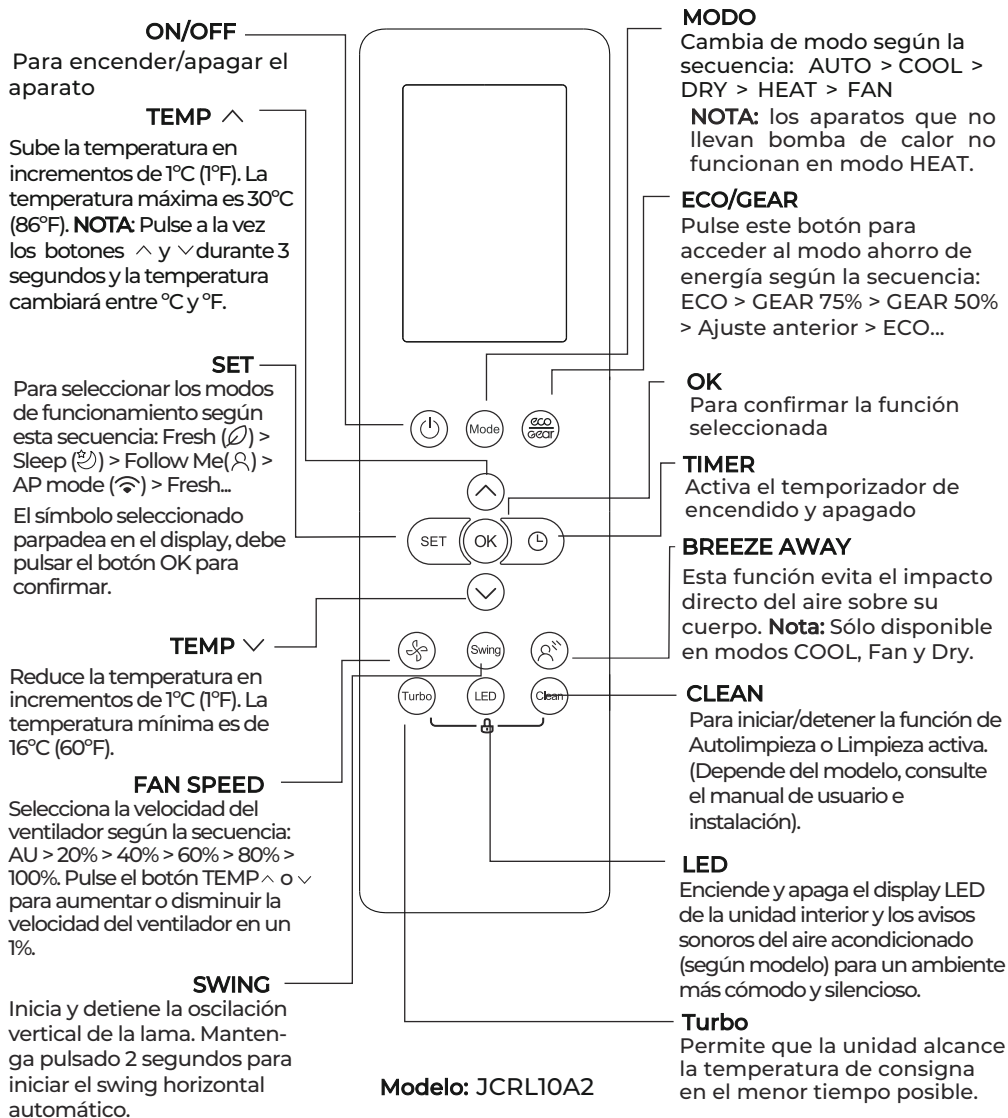 ON/OFF
Para encender/apagar el
aparato
TEMP ︿
Sube la temperatura en
incrementos de 1ºC (1ºF). La
temperatura máxima es 30ºC
(86ºF). NOTA: Pulse a la vez
los botones ︿ y ﹀ durante 3
segundos y la temperatura
cambiará entre ºC y ºF.
SET
Para seleccionar los modos
de funcionamiento según
esta secuencia: Fresh () >
Sleep () > Follow Me() >
AP mode () > Fresh...
El símbolo seleccionado
parpadea en el display, debe
pulsar el botón OK para
confirmar.
TEMP ﹀
Reduce la temperatura en
incrementos de 1ºC (1ºF). La
temperatura mínima es de
16ºC (60ºF).
FAN SPEED
Selecciona la velocidad del
ventilador según la secuencia:
AU > 20% > 40% > 60% > 80% >
100%. Pulse el botón TEMP ︿ o ﹀
para aumentar o disminuir la
velocidad del ventilador en un
1%.
SWING
Inicia y detiene la oscilación
vertical de la lama. Manten-
ga pulsado 2 segundos para
iniciar el swing horizontal
automático.
Mode
eco
Gear
SET
OK
Swing
Turbo
LED
Clean
Modelo: JCRL10A2
MODO
Cambia de modo según la
secuencia: AUTO > COOL >
DRY > HEAT > FAN
NOTA: los aparatos que no
llevan bomba de calor no
funcionan en modo HEAT.
ECO/GEAR
Pulse este botón para
acceder al modo ahorro de
energía según la secuencia:
ECO > GEAR 75% > GEAR 50%
> Ajuste anterior > ECO...
OK
Para confirmar la función
seleccionada
TIMER
Activa el temporizador de
encendido y apagado
BREEZE AWAY
Esta función evita el impacto
directo del aire sobre su
cuerpo. Nota: Sólo disponible
en modos COOL, Fan y Dry.
CLEAN
Para iniciar/detener la función de
Autolimpieza o Limpieza activa.
(Depende del modelo, consulte
el manual de usuario e
instalación).
LED
Enciende y apaga el display LED
de la unidad interior y los avisos
sonoros del aire acondicionado
(según modelo) para un ambiente
más cómodo y silencioso.
Turbo
Permite que la unidad alcance
la temperatura de consigna
en el menor tiempo posible.